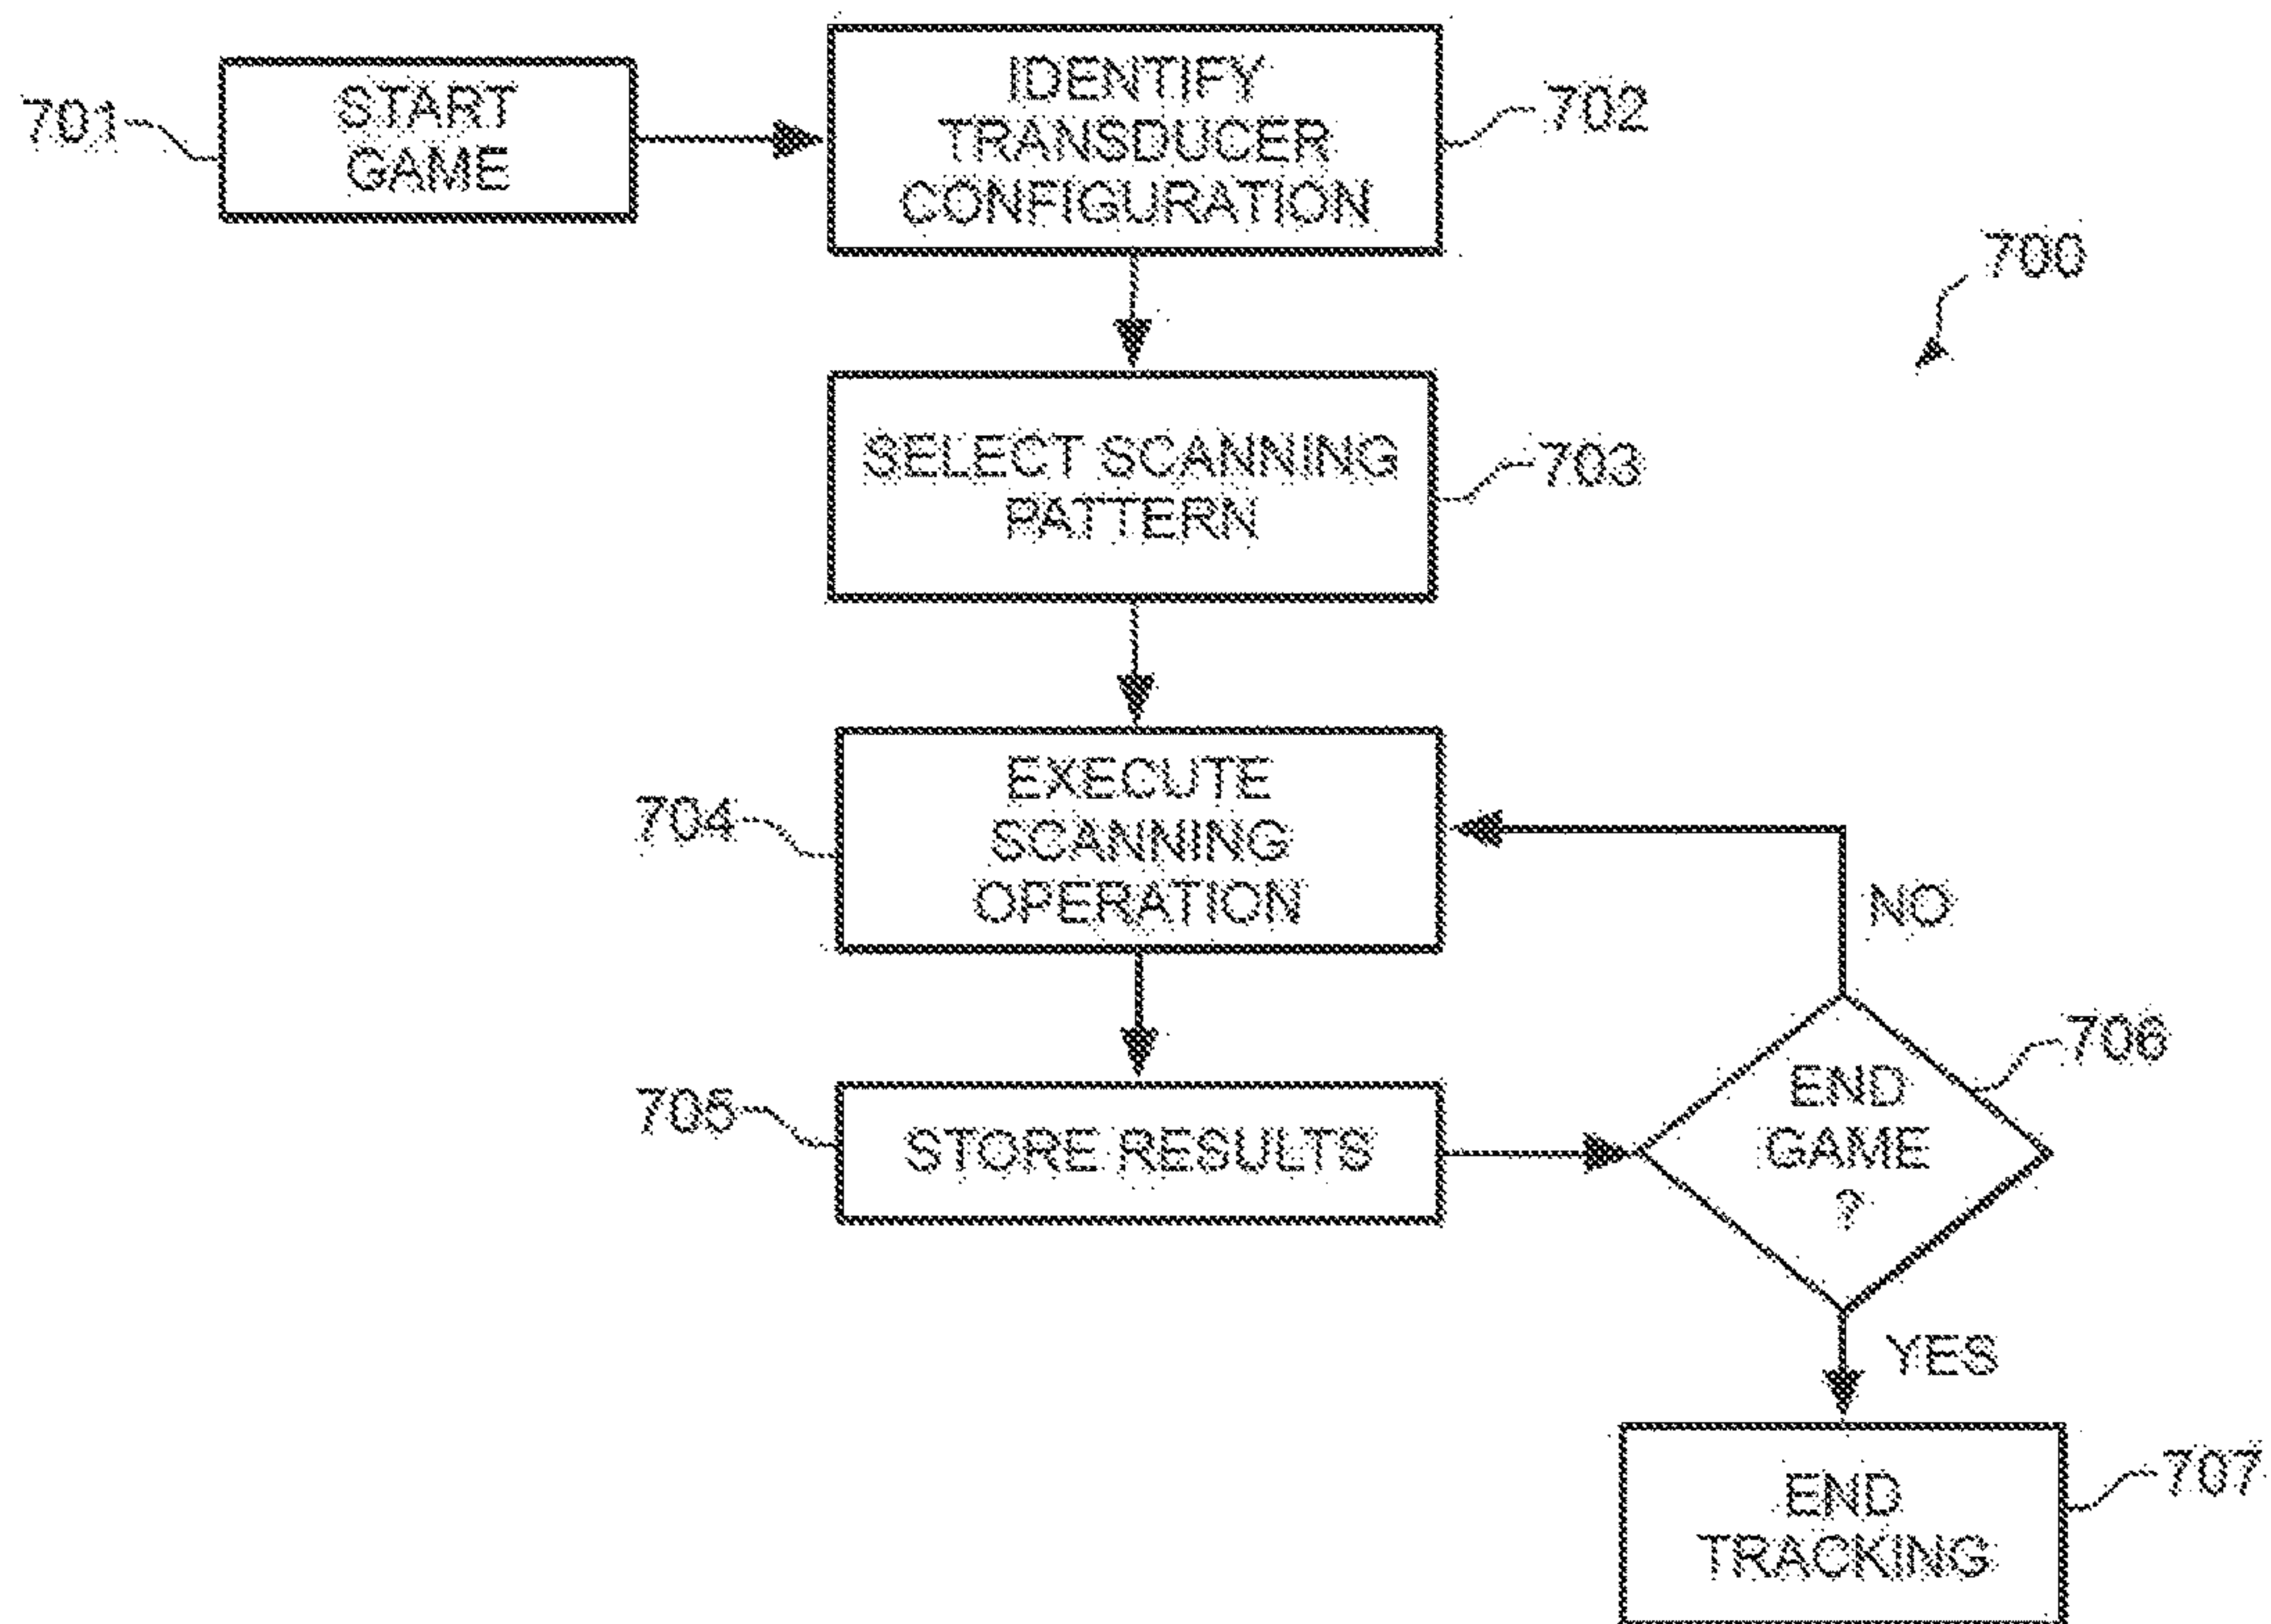 701
START
GAME
IDENTIFY
TRANSDUCER
CONFIGURATION
702
700
SELECT SCANNING
PATTERN
703
704
EXECUTE
SCANNING
OPERATION
NO
705
STORE RESULTS
END
GAME
?
706
YES
END
TRACKING
707